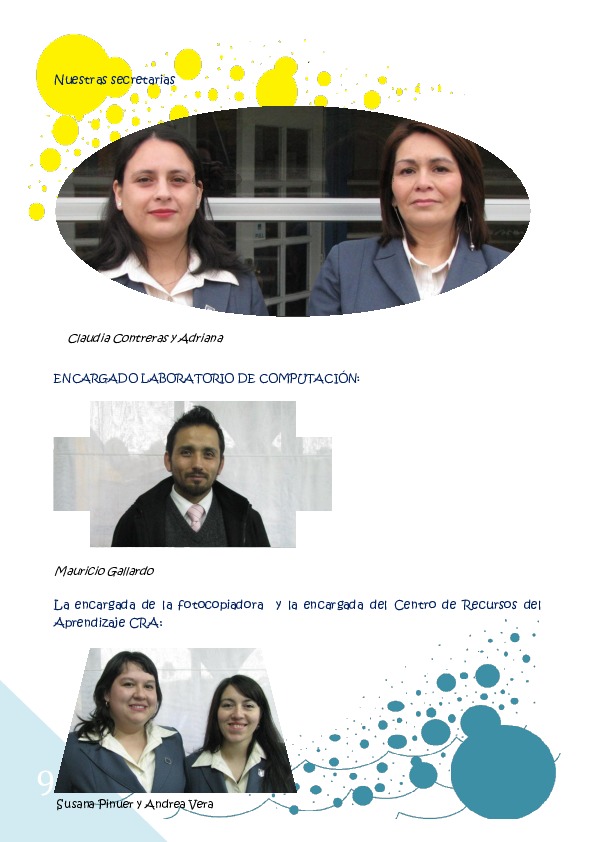 Nuestras secretarias
Claudia Contreras y Adriana
ENCARGADO LABORATORIO DE COMPUTACIÓN:
Mauricio Gallardo
La encargada de la fotocopiadora y la encargada del Centro de Recursos del
Aprendizaje CRA:
9
Susana Pinuer y Andrea Vera